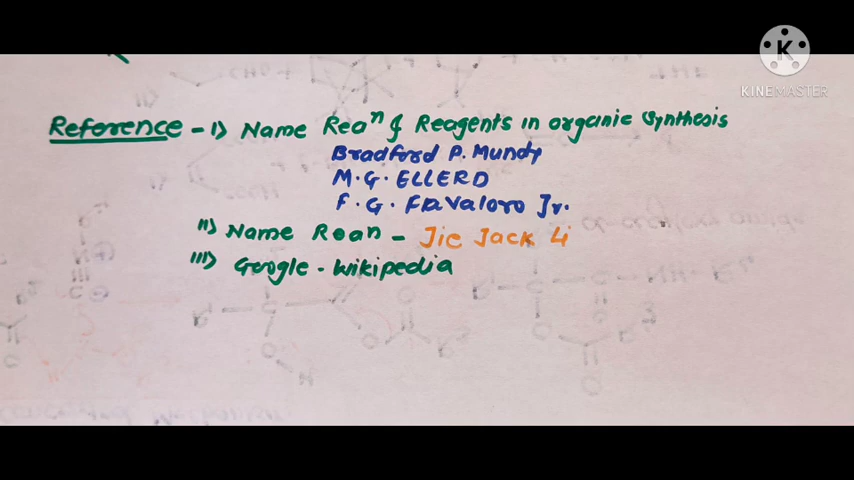 K
KINEMASTER
Reference - i) Name Reaⁿ & Reagents in organic Synthesis
Bradford P. Mundy
M. G. ELLERD
F. G. Favaloro Jr.
ii) Name Rean - Jie Jack Li
iii) Google - Wikipedia